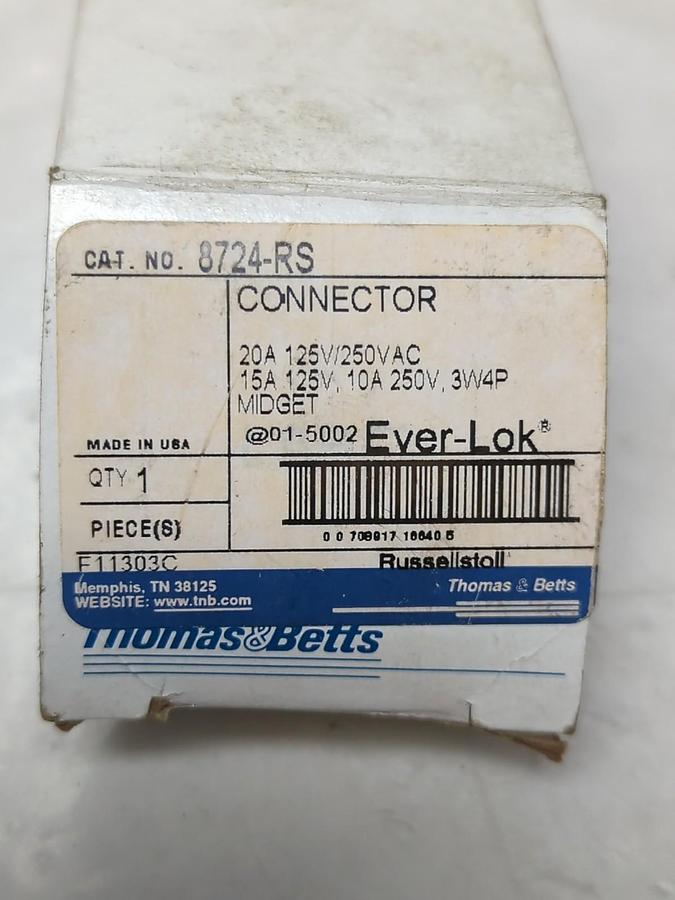 CAT. NO. 8724-RS
CONNECTOR
20A 125V/250VAC
15A 125V, 10A 250V, 3W4P
MIDGET
@01-5002 Ever-Lok®
MADE IN USA
QTY 1
PIECE(S)
0 0 708917 16640 5
E11303C Russellstoll
Memphis, TN 38125
WEBSITE: www.tnb.com
Thomas & Betts
Thomas&Betts